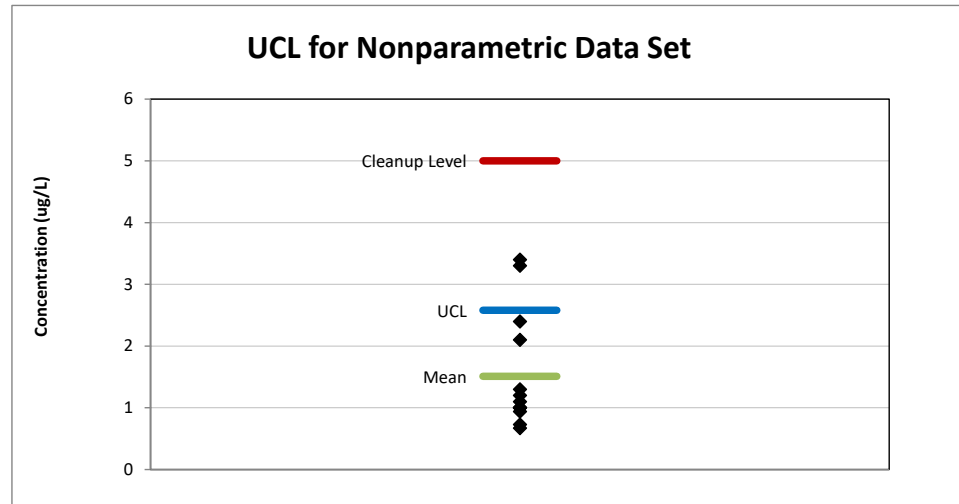 UCL for Nonparametric Data Set
Concentration (ug/L)
6
5
4
3
2
1
0
Cleanup Level
UCL
Mean